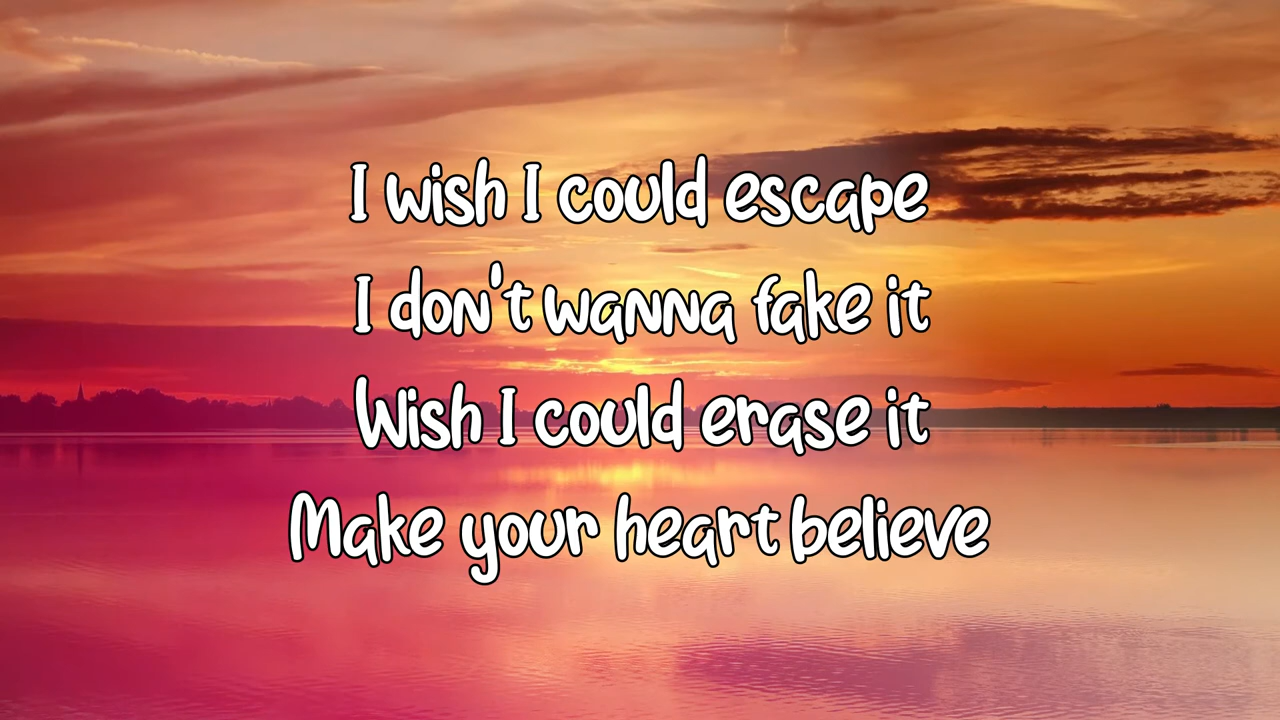 I wish I could escape
I don't wanna fake it
Wish I could erase it
Make your heart believe